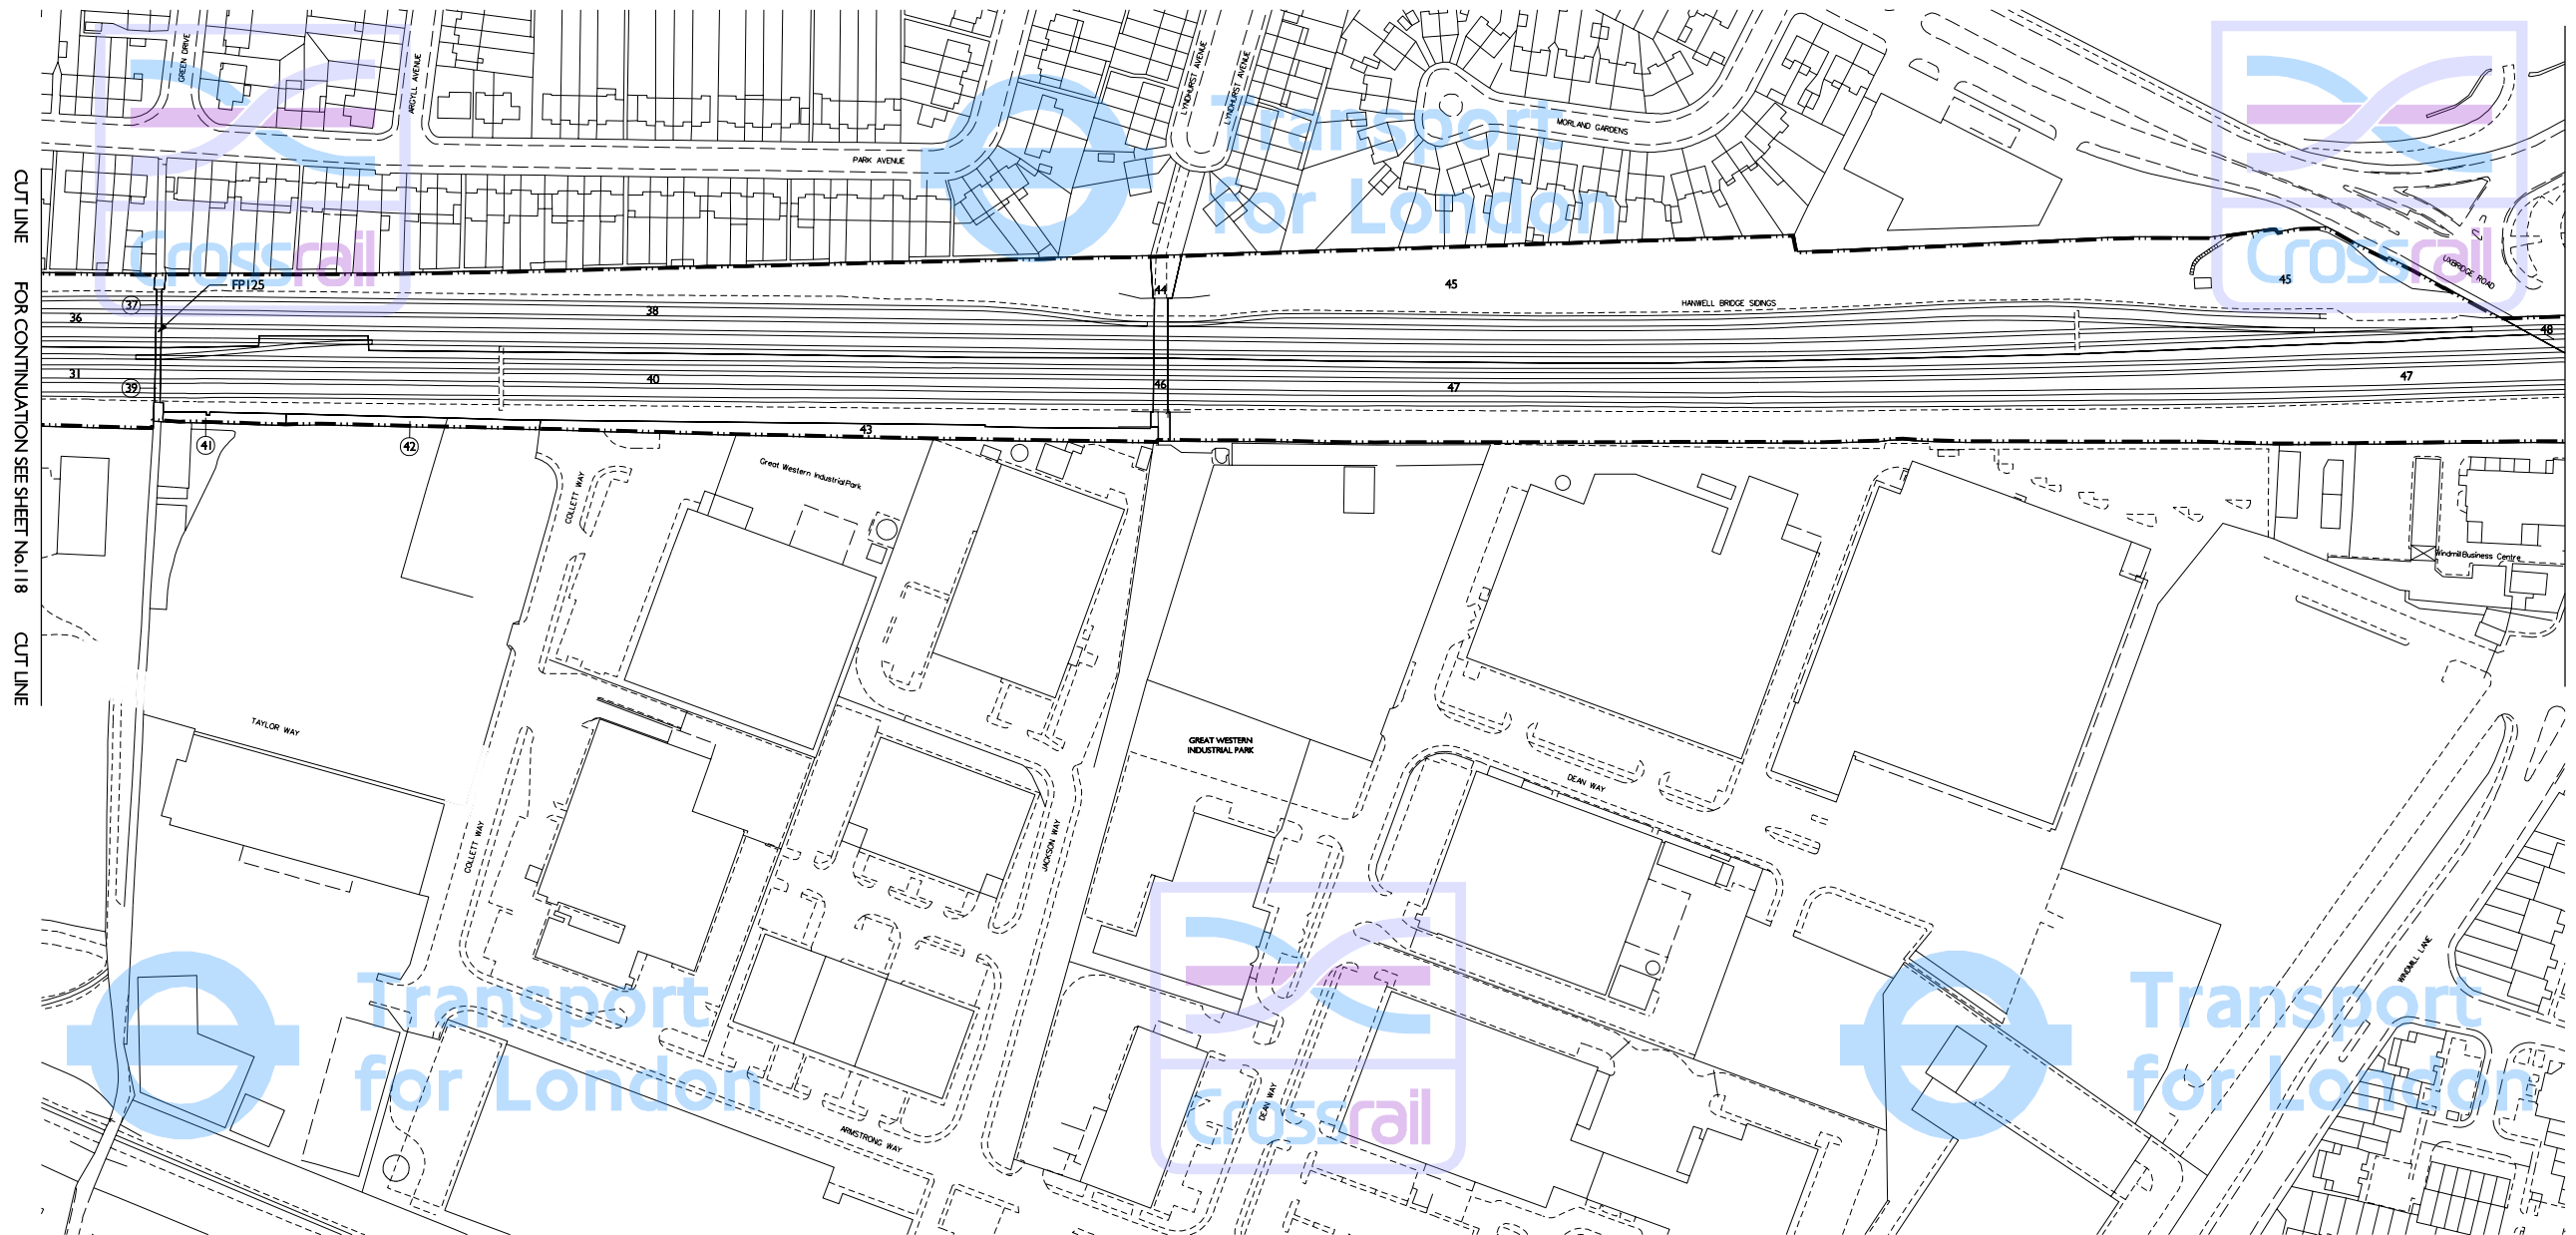 GREEN DRIVE
ARGYLL AVENUE
LYNDHURST AVENUE
LYNDHURST AVENUE
MORLAND GARDENS
PARK AVENUE
Crossrail
Transport
for London
Crossrail
UXBRIDGE ROAD
CUT LINE FOR CONTINUATION SEE SHEET No.118 CUT LINE
37
FP125
36
38
44
45
HANWELL BRIDGE SIDINGS
45
48
31
39
40
46
47
47
41
42
43
COLLETT WAY
Great Western Industrial Park
Windmill Business Centre
TAYLOR WAY
GREAT WESTERN
INDUSTRIAL PARK
DEAN WAY
COLLETT WAY
JACKSON WAY
WINDMILL LANE
Transport
for London
Crossrail
DEAN WAY
Transport
for London
ARMSTRONG WAY